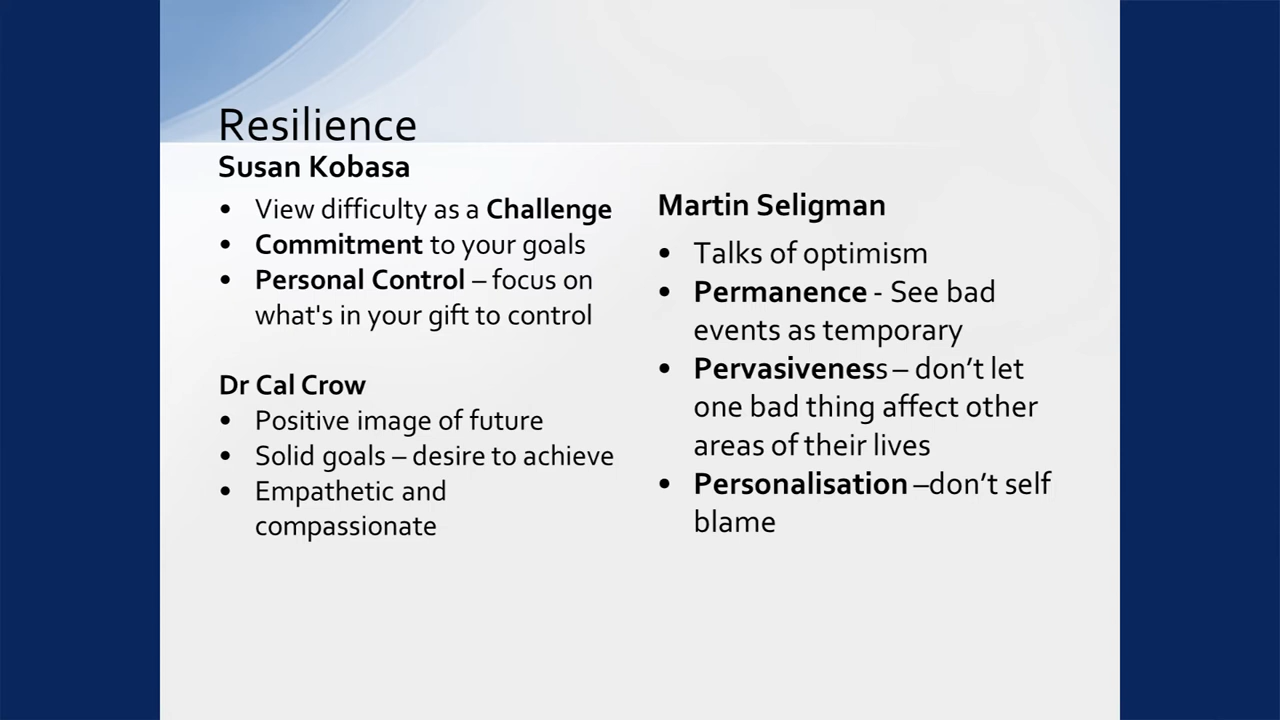 Resilience
Susan Kobasa
• View difficulty as a Challenge
• Commitment to your goals
• Personal Control – focus on
what's in your gift to control
Dr Cal Crow
• Positive image of future
• Solid goals – desire to achieve
• Empathetic and
compassionate
Martin Seligman
• Talks of optimism
• Permanence - See bad
events as temporary
• Pervasiveness – don’t let
one bad thing affect other
areas of their lives
• Personalisation –don’t self
blame